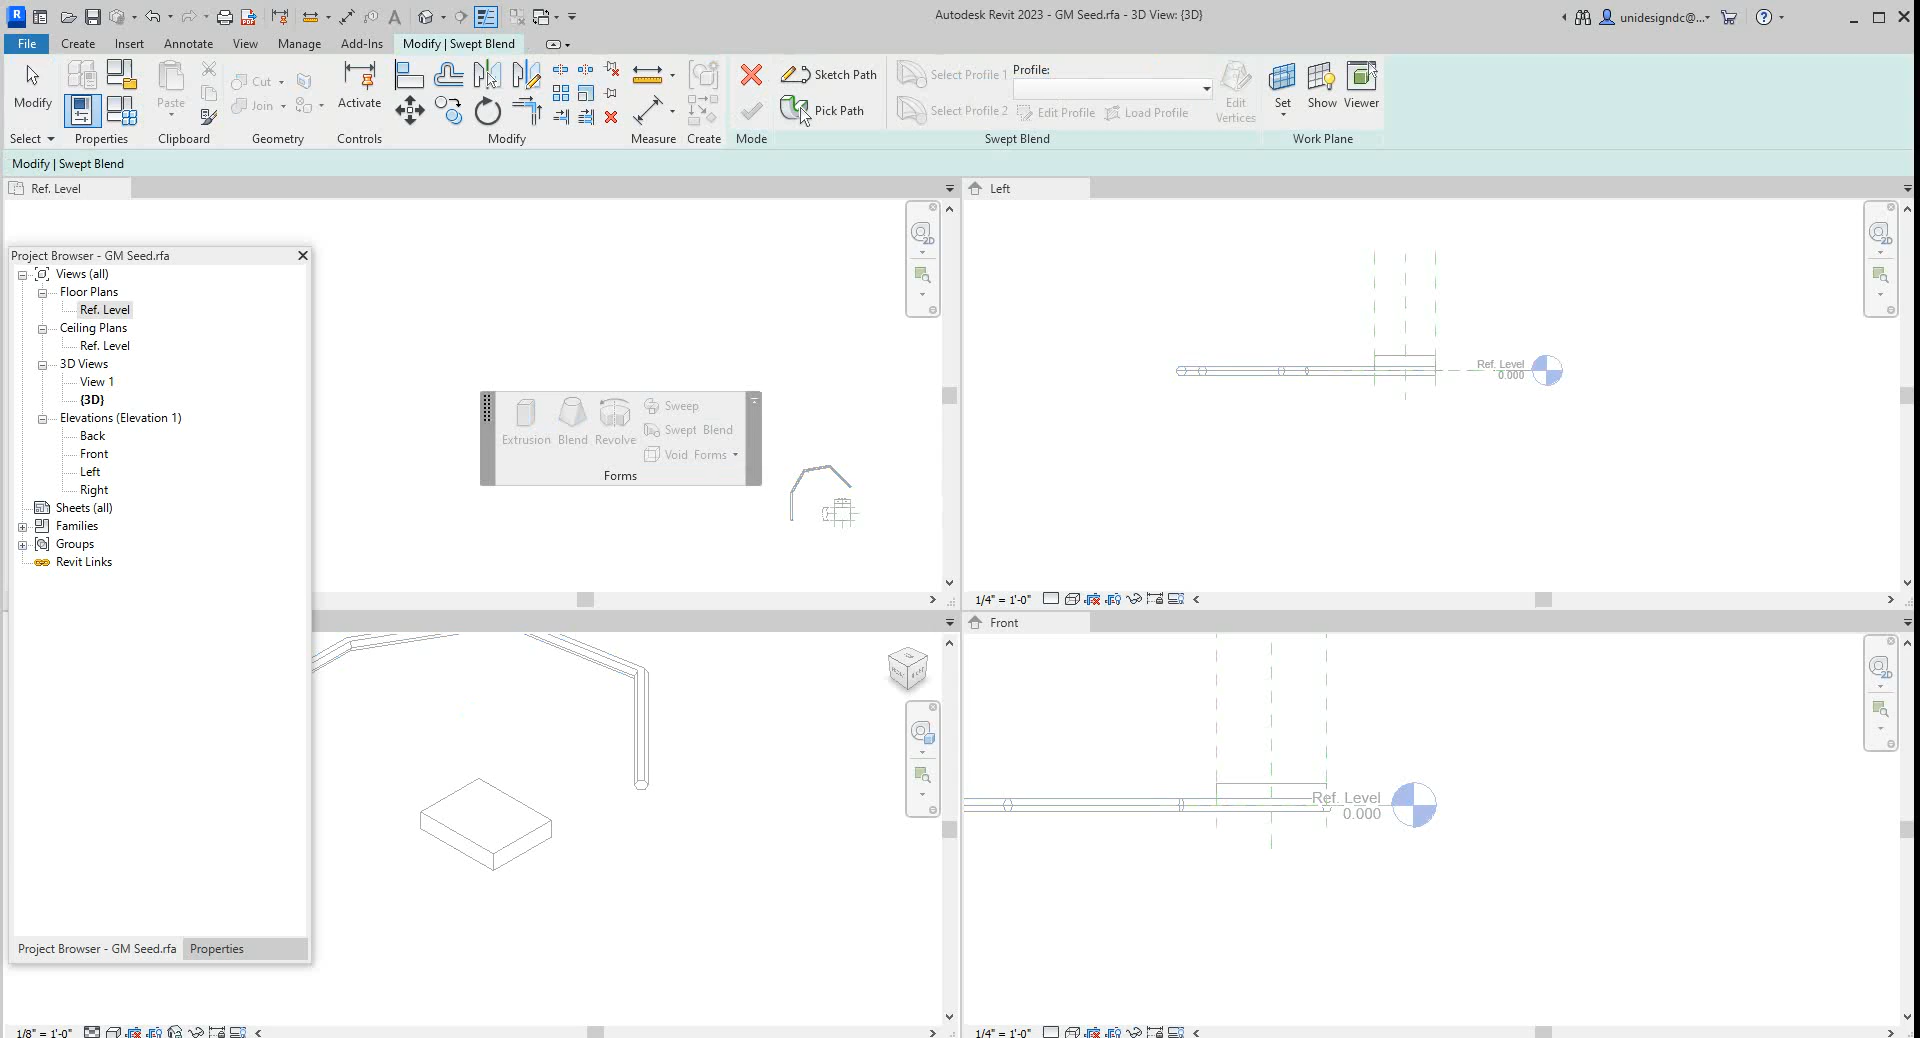 Autodesk Revit 2023 - GM Seed.rfa - 3D View: {3D}
unidesigndc@...
File Create Insert Annotate View Manage Add-Ins Modify | Swept Blend
Modify
Select
Properties
Paste
Clipboard
Cut
Join
Geometry
Activate
Controls
Modify
Measure
Create
Mode
Sketch Path
Pick Path
Select Profile 1
Select Profile 2
Profile:
Edit Profile
Load Profile
Edit
Vertices
Swept Blend
Set
Show
Viewer
Work Plane
Modify | Swept Blend
Ref. Level
Left
Project Browser - GM Seed.rfa
Views (all)
Floor Plans
Ref. Level
Ceiling Plans
Ref. Level
3D Views
View 1
{3D}
Elevations (Elevation 1)
Back
Front
Left
Right
Sheets (all)
Families
Groups
Revit Links
Project Browser - GM Seed.rfa
Properties
Extrusion
Blend
Revolve
Sweep
Swept Blend
Void Forms
Forms
Ref. Level
0.000
1/4" = 1'-0"
Front
Ref. Level
0.000
1/8" = 1'-0"
1/4" = 1'-0"